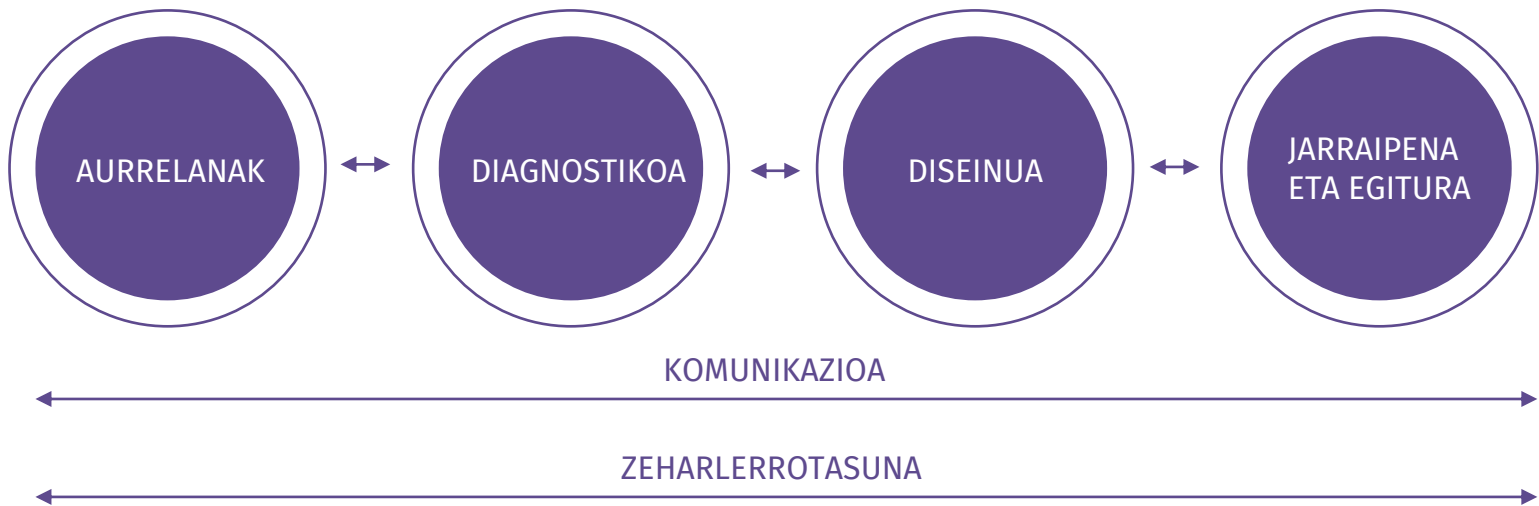 AURRELANAK
DIAGNOSTIKOA
DISEINUA
JARRAIPENA
ETA EGITURA
KOMUNIKAZIOA
ZEHARLERROTASUNA